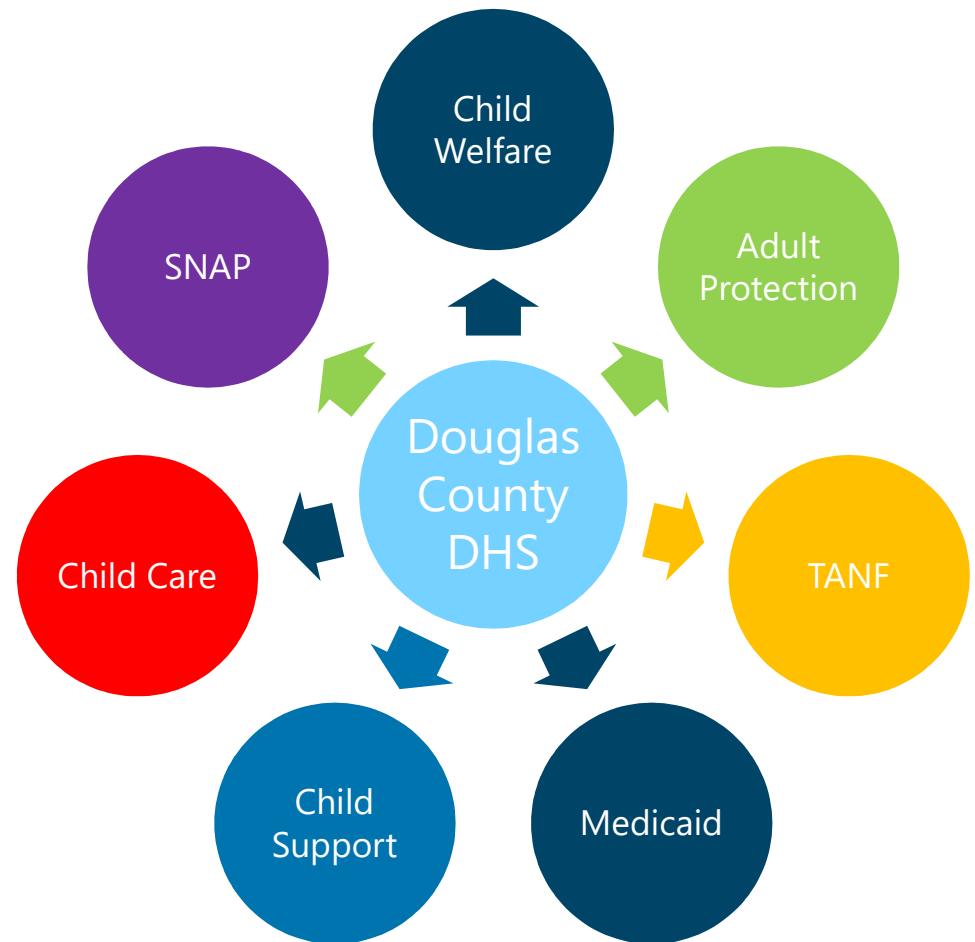 Child
Welfare
Adult
Protection
SNAP
Douglas
County
DHS
TANF
Child Care
Medicaid
Child
Support